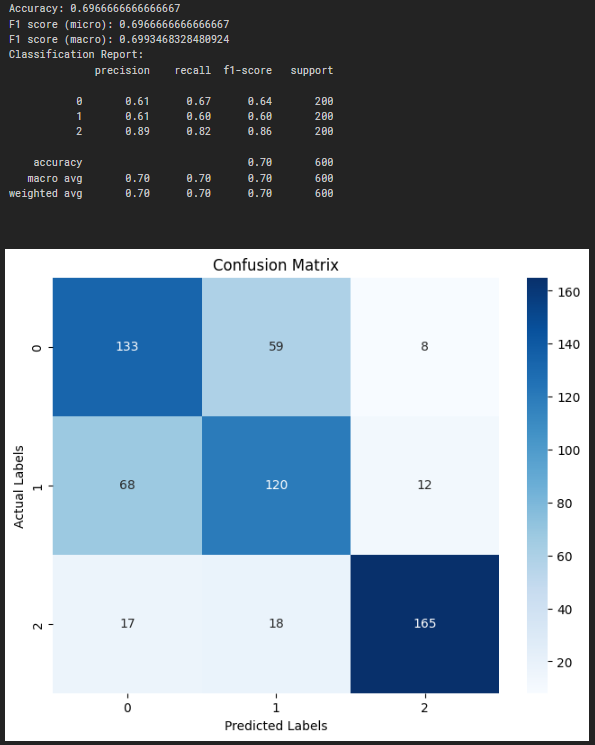 Accuracy: 0.6966666666666667
F1 score (micro): 0.6966666666666667
F1 score (macro): 0.6993468328480924
Classification Report:
precision recall f1-score support
0 0.61 0.67 0.64 200
1 0.61 0.60 0.60 200
2 0.89 0.82 0.86 200
accuracy 0.70 600
macro avg 0.70 0.70 0.70 600
weighted avg 0.70 0.70 0.70 600
Confusion Matrix
0 133 59 8
1 68 120 12
2 17 18 165
0 1 2
Actual Labels
Predicted Labels
160
140
120
100
80
60
40
20